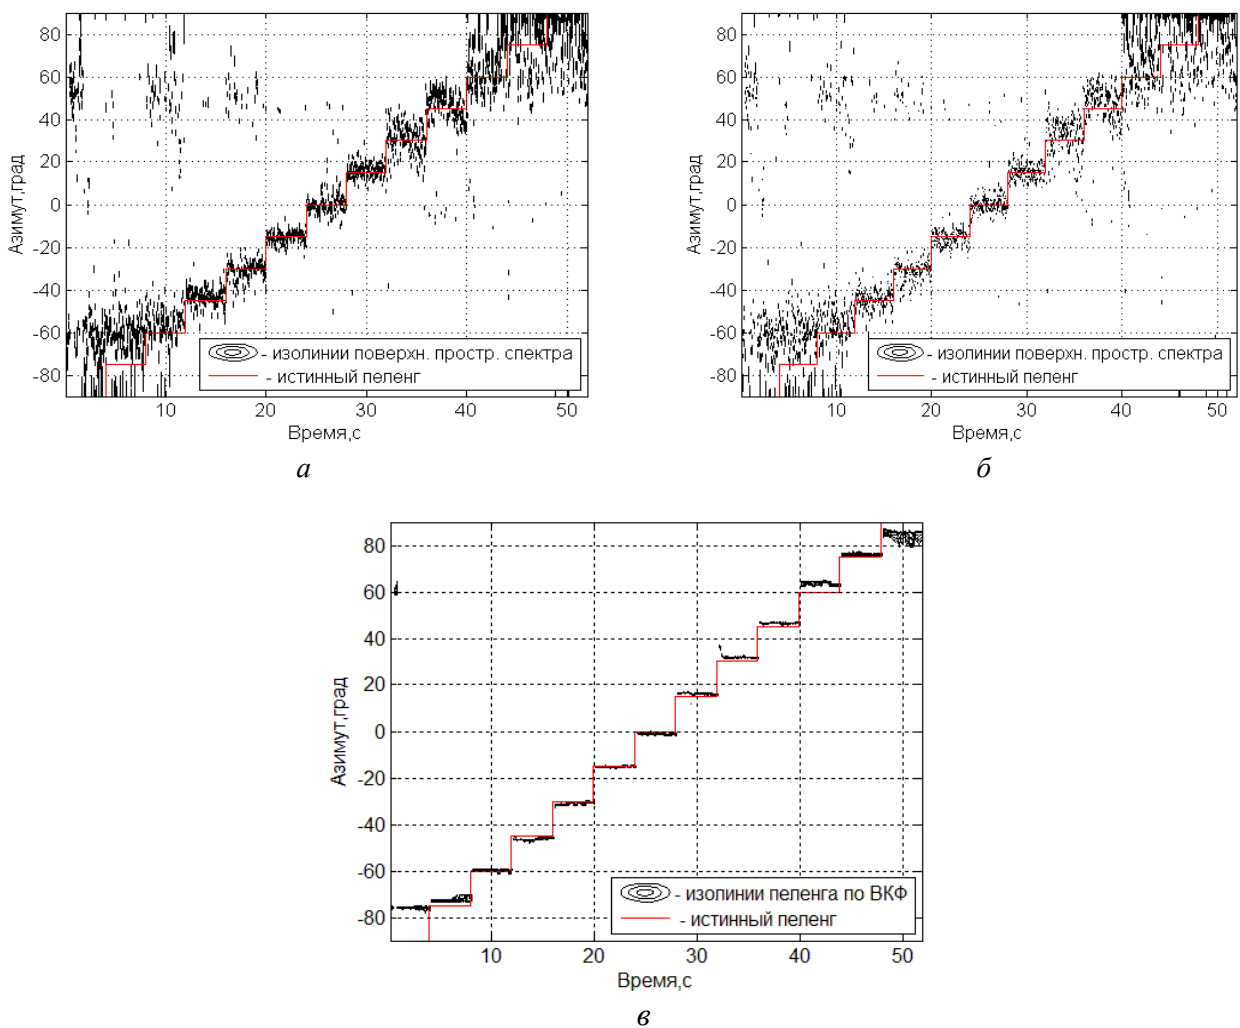 80
60
40
20
0
-20
-40
-60
-80
Азимут,град
10 20 30 40 50
Время,с
- изолинии поверхн. простр. спектра
- истинный пеленг
а
80
60
40
20
0
-20
-40
-60
-80
Азимут,град
10 20 30 40 50
Время,с
- изолинии поверхн. простр. спектра
- истинный пеленг
б
80
60
40
20
0
-20
-40
-60
-80
Азимут,град
10 20 30 40 50
Время,с
- изолинии пеленга по ВКФ
- истинный пеленг
в